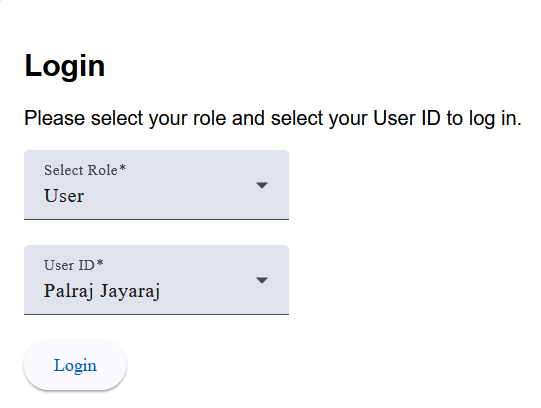 Login
Please select your role and select your User ID to log in.
Select Role*
User
User ID*
Palraj Jayaraj
Login